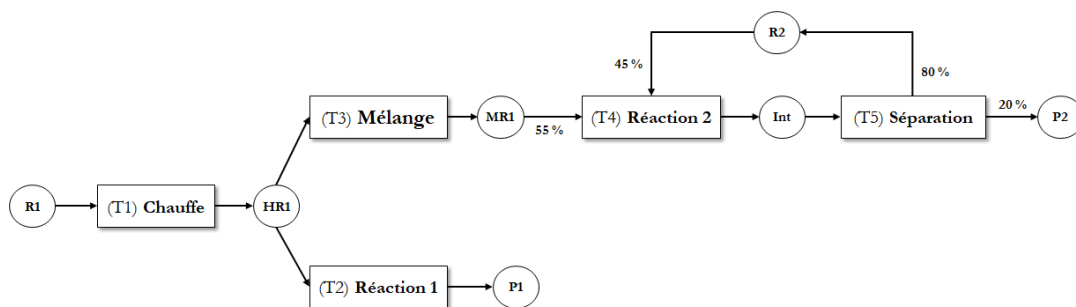 R2
45 %
80 %
(T3) Mélange
MR1
55 %
(T4) Réaction 2
Int
(T5) Séparation
20 %
P2
R1
(T1) Chauffe
HR1
(T2) Réaction 1
P1